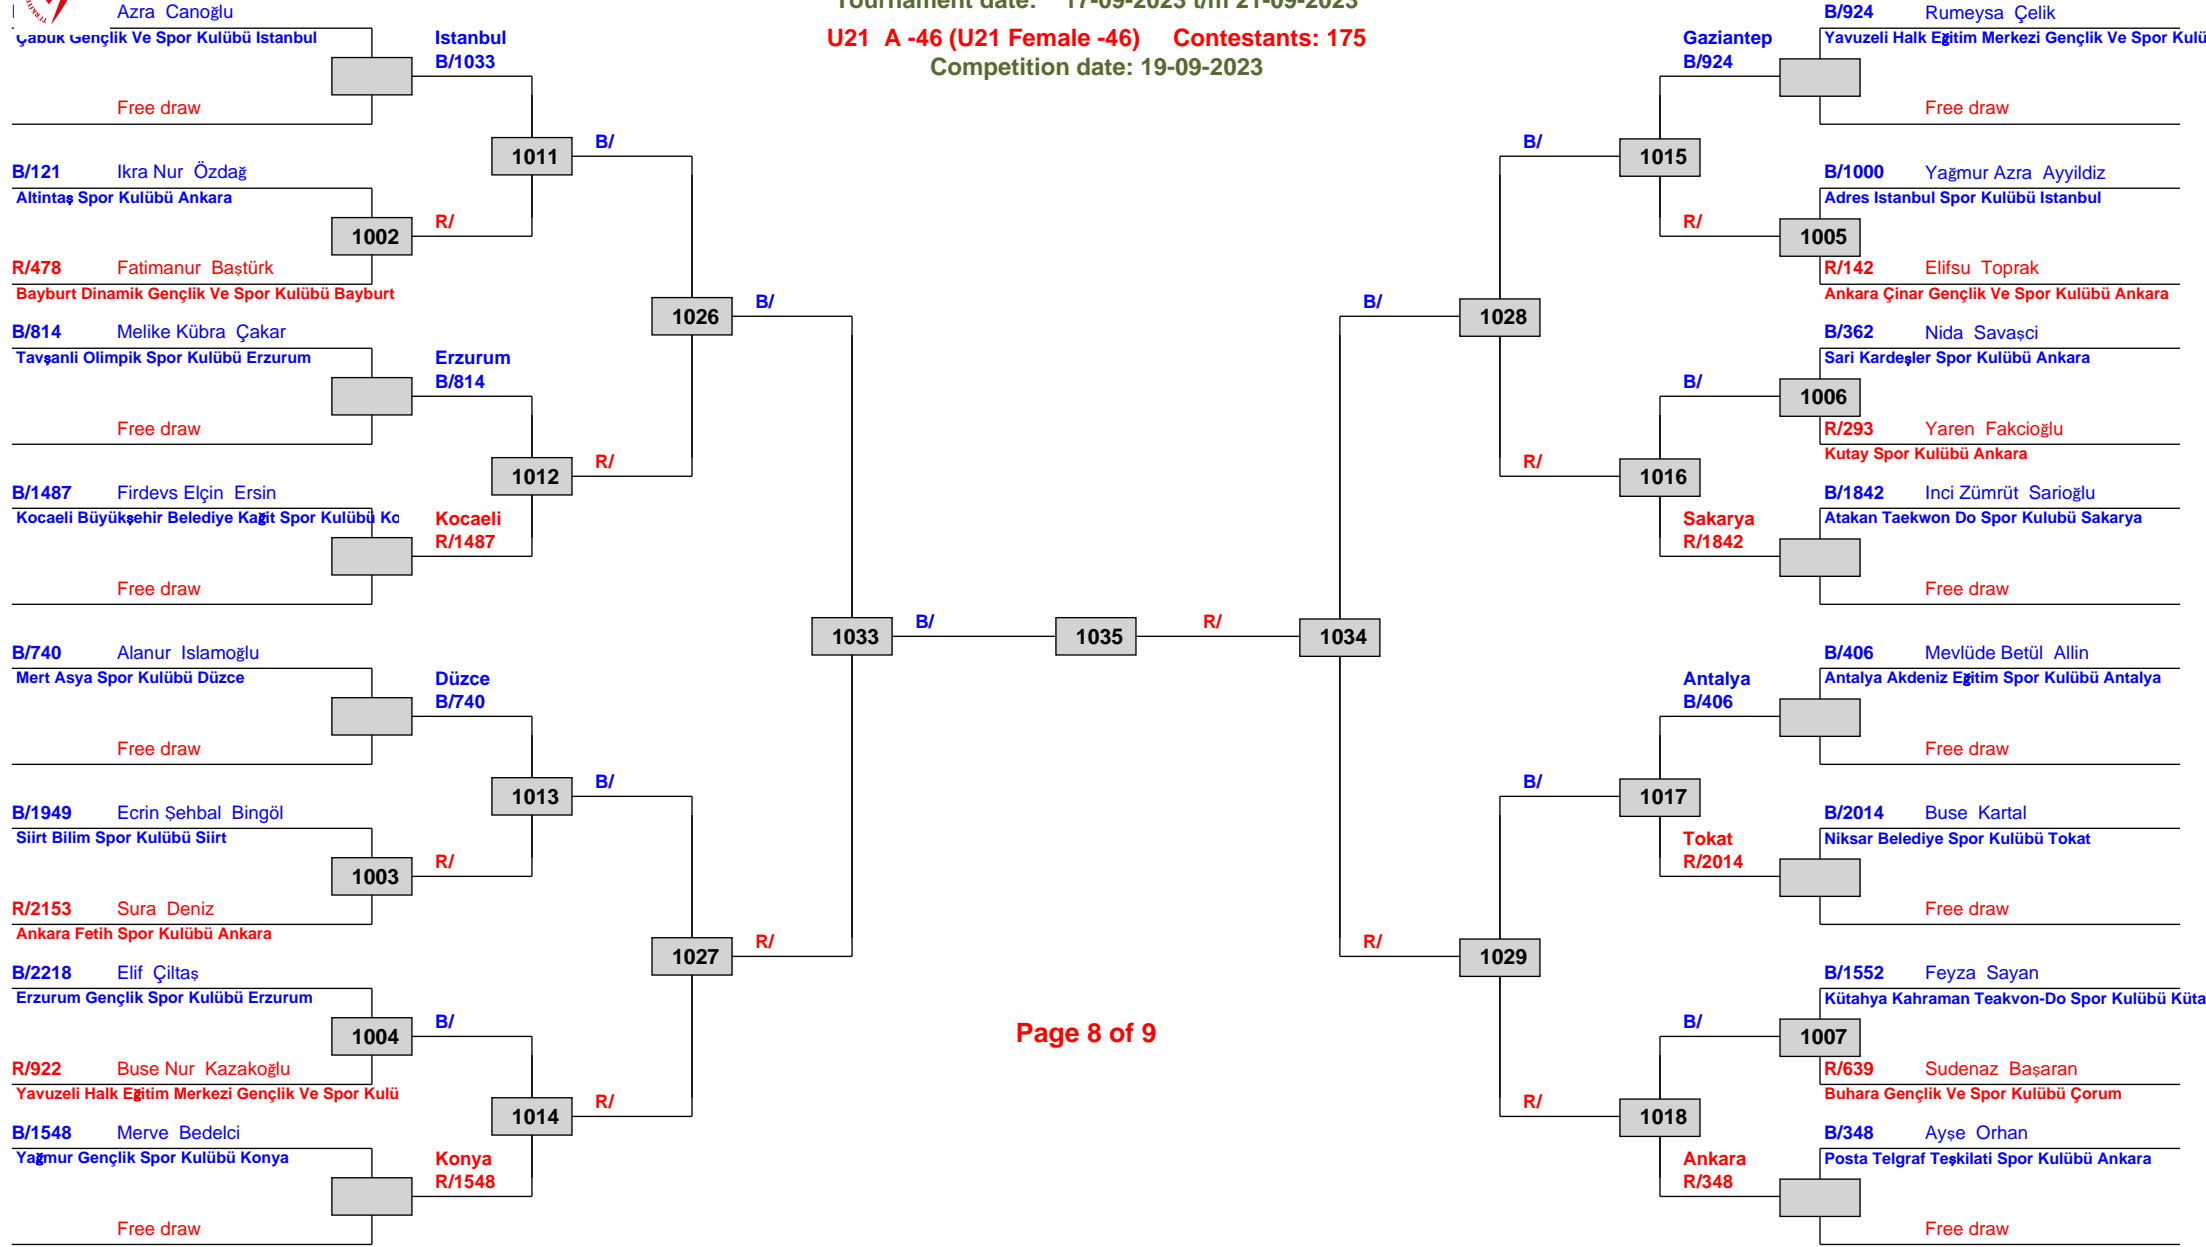 Azra Canoğlu
Çabuk Gençlik Ve Spor Kulübü Istanbul
Free draw
B/121 Ikra Nur Özdağ
Altintaş Spor Kulübü Ankara
1002
R/478 Fatimanur Baştürk
Bayburt Dinamik Gençlik Ve Spor Kulübü Bayburt
B/814 Melike Kübra Çakar
Tavşanli Olimpik Spor Kulübü Erzurum
Free draw
B/1487 Firdevs Elçin Ersin
Kocaeli Büyükşehir Belediye Kağit Spor Kulübü Ko
Free draw
B/740 Alanur Islamoğlu
Mert Asya Spor Kulübü Düzce
Free draw
B/1949 Ecrin Şehbal Bingöl
Siirt Bilim Spor Kulübü Siirt
1003
R/2153 Sura Deniz
Ankara Fetih Spor Kulübü Ankara
B/2218 Elif Çiltaş
Erzurum Gençlik Spor Kulübü Erzurum
1004
R/922 Buse Nur Kazakoğlu
Yavuzeli Halk Eğitim Merkezi Gençlik Ve Spor Kulü
B/1548 Merve Bedelci
Yağmur Gençlik Spor Kulübü Konya
Free draw
Istanbul
B/1033
1011
R/
Erzurum
B/814
1012
Kocaeli
R/1487
Düzce
B/740
1013
R/
B/
1014
Konya
R/1548
B/
1026
R/
B/
1027
R/
B/
1033
R/
Tournament date: 17-09-2023 t/m 21-09-2023
U21 A -46 (U21 Female -46) Contestants: 175
Competition date: 19-09-2023
B/
1035
R/
Page 8 of 9
B/
1034
R/
B/
1028
R/
B/
1029
R/
Gaziantep
B/924
1015
R/
B/
1016
Sakarya
R/1842
Antalya
B/406
1017
Tokat
R/2014
B/
1018
Ankara
R/348
B/924 Rumeysa Çelik
Yavuzeli Halk Eğitim Merkezi Gençlik Ve Spor Kulü
Free draw
B/1000 Yağmur Azra Ayyildiz
Adres Istanbul Spor Kulübü Istanbul
1005
R/142 Elifsu Toprak
Ankara Çinar Gençlik Ve Spor Kulübü Ankara
B/362 Nida Savaşci
Sari Kardeşler Spor Kulübü Ankara
1006
R/293 Yaren Fakcioğlu
Kutay Spor Kulübü Ankara
B/1842 Inci Zümrüt Sarioğlu
Atakan Taekwon Do Spor Kulubü Sakarya
Free draw
B/406 Mevlüde Betül Allin
Antalya Akdeniz Eğitim Spor Kulübü Antalya
Free draw
B/2014 Buse Kartal
Niksar Belediye Spor Kulübü Tokat
Free draw
B/1552 Feyza Sayan
Kütahya Kahraman Teakvon-Do Spor Kulübü Küta
1007
R/639 Sudenaz Başaran
Buhara Gençlik Ve Spor Kulübü Çorum
B/348 Ayşe Orhan
Posta Telgraf Teşkilati Spor Kulübü Ankara
Free draw